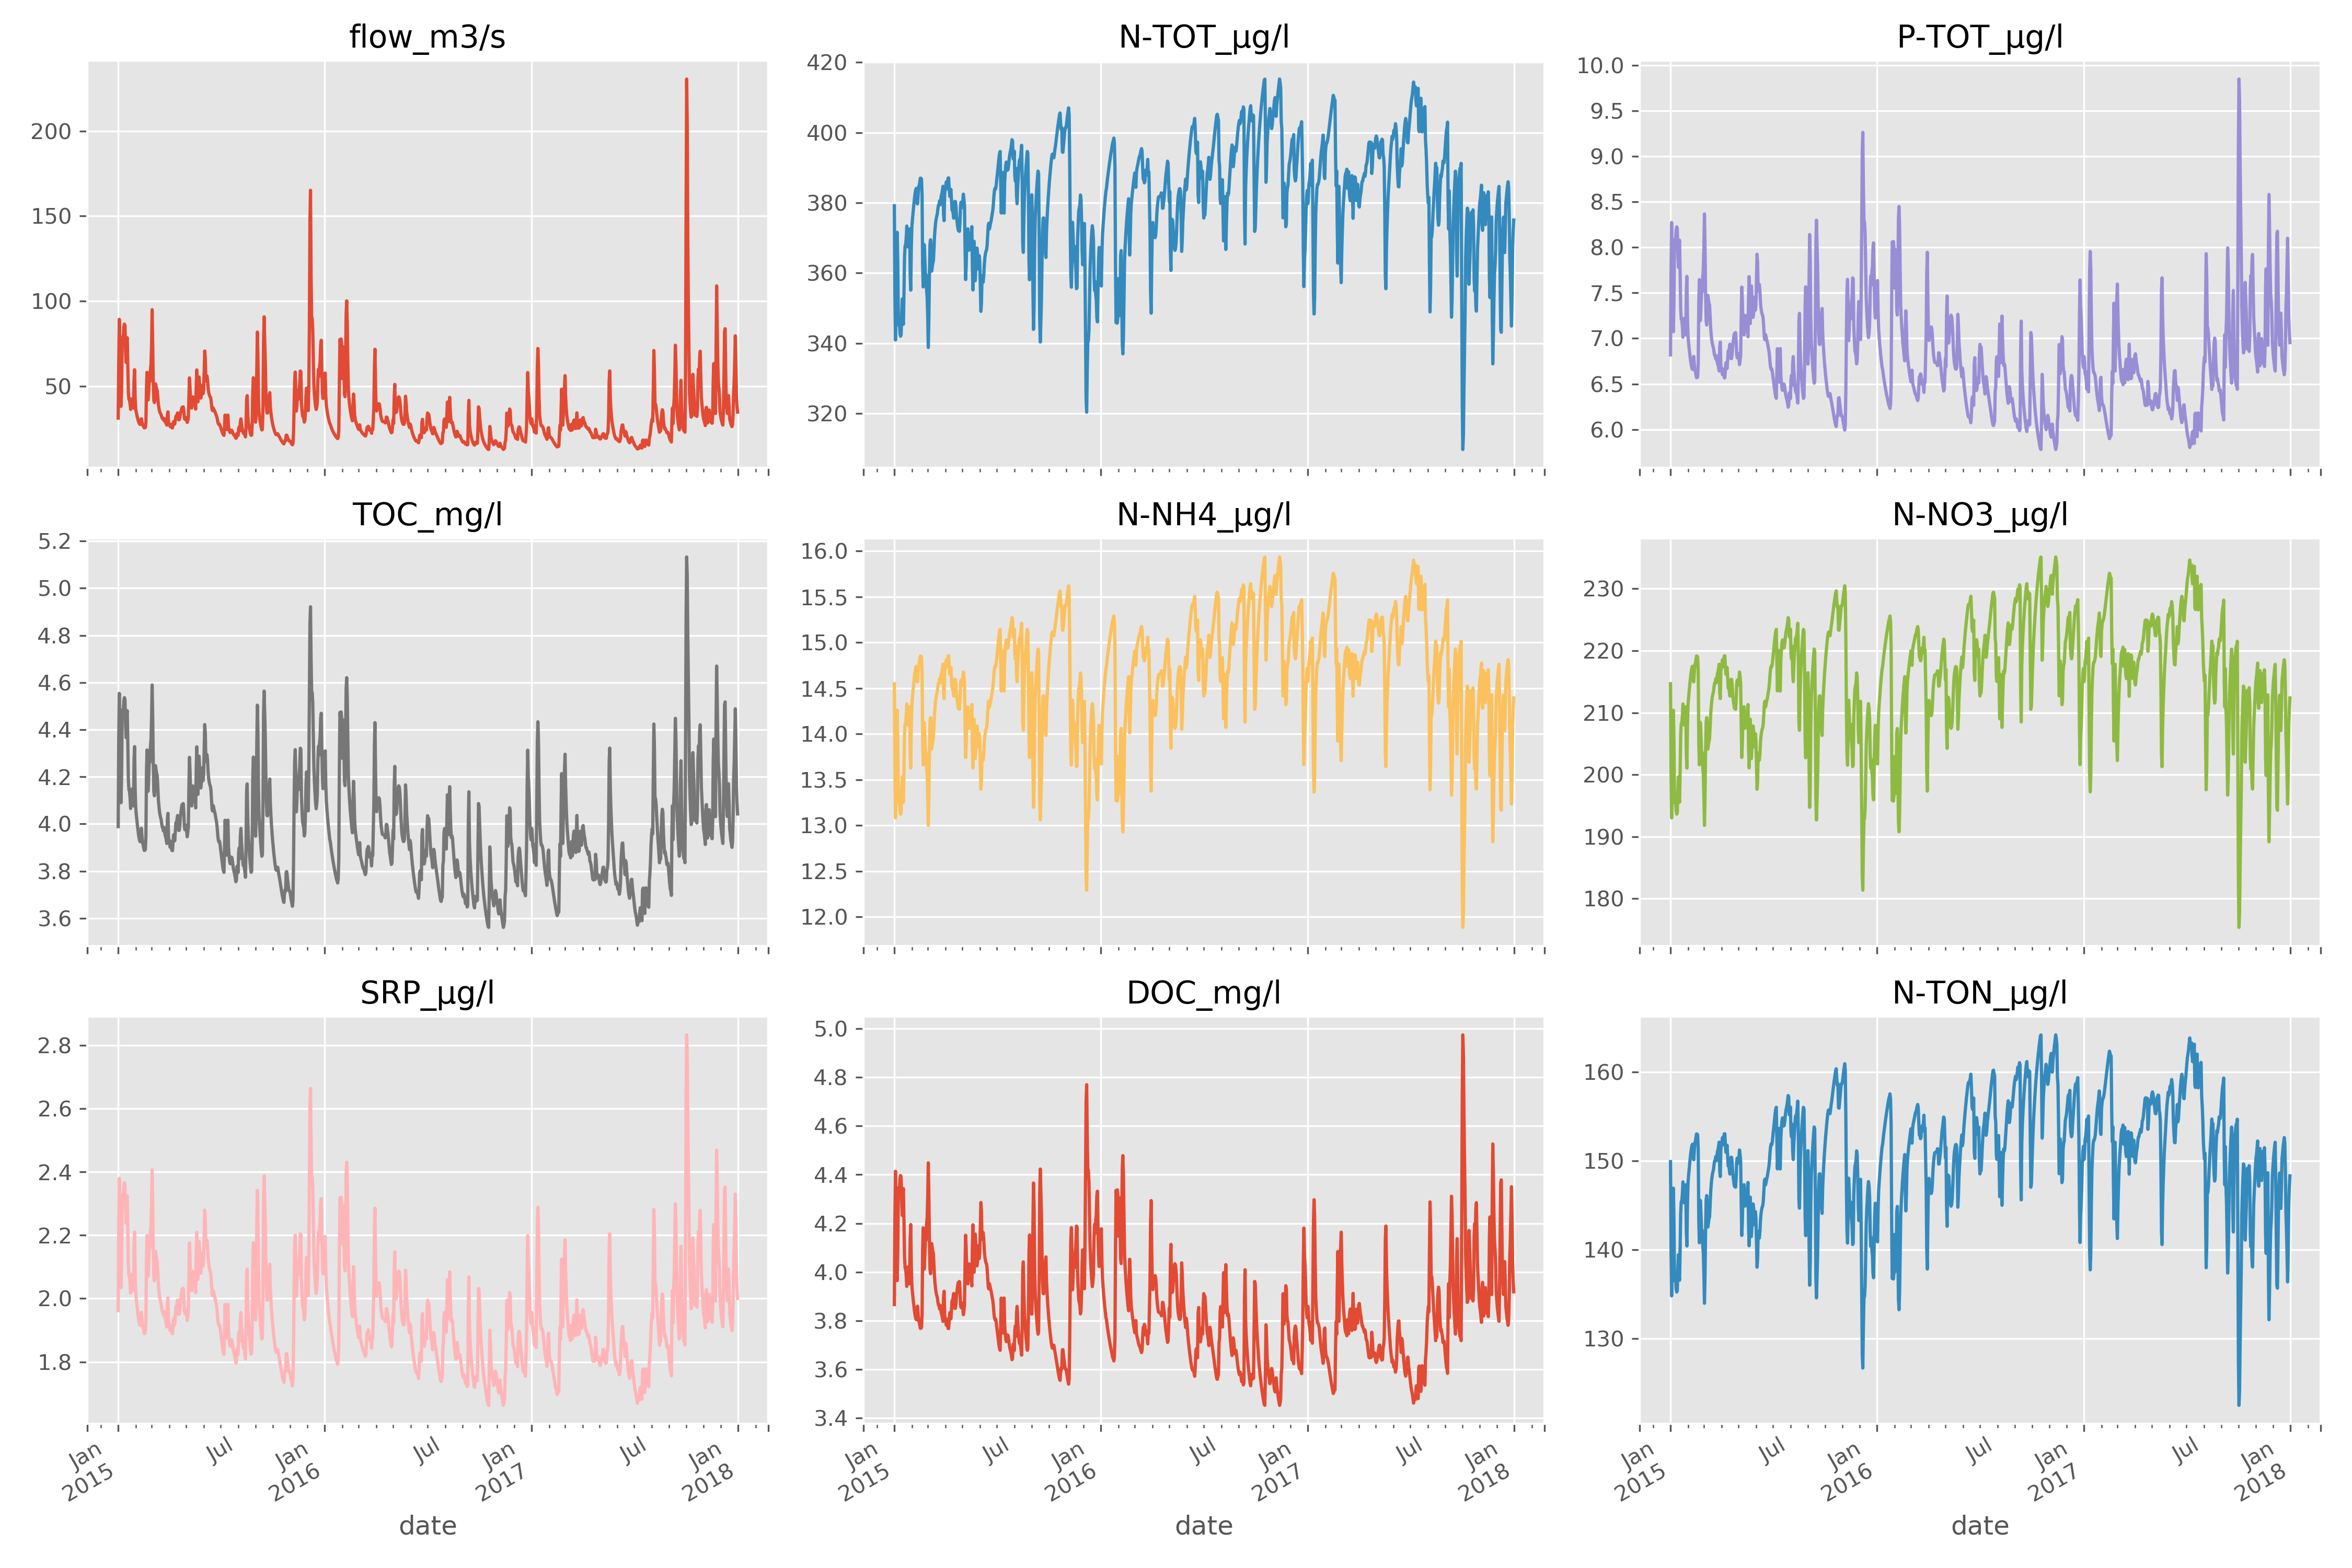 flow_m3/s
200
150
100
50
N-TOT_μg/l
420
400
380
360
340
320
P-TOT_μg/l
10.0
9.5
9.0
8.5
8.0
7.5
7.0
6.5
6.0
TOC_mg/l
5.2
5.0
4.8
4.6
4.4
4.2
4.0
3.8
3.6
N-NH4_μg/l
16.0
15.5
15.0
14.5
14.0
13.5
13.0
12.5
12.0
N-NO3_μg/l
230
220
210
200
190
180
SRP_μg/l
2.8
2.6
2.4
2.2
2.0
1.8
Jan
2015
Jul
Jan
2016
Jul
Jan
2017
Jul
Jan
2018
date
DOC_mg/l
5.0
4.8
4.6
4.4
4.2
4.0
3.8
3.6
3.4
Jan
2015
Jul
Jan
2016
Jul
Jan
2017
Jul
Jan
2018
date
N-TON_μg/l
160
150
140
130
Jan
2015
Jul
Jan
2016
Jul
Jan
2017
Jul
Jan
2018
date